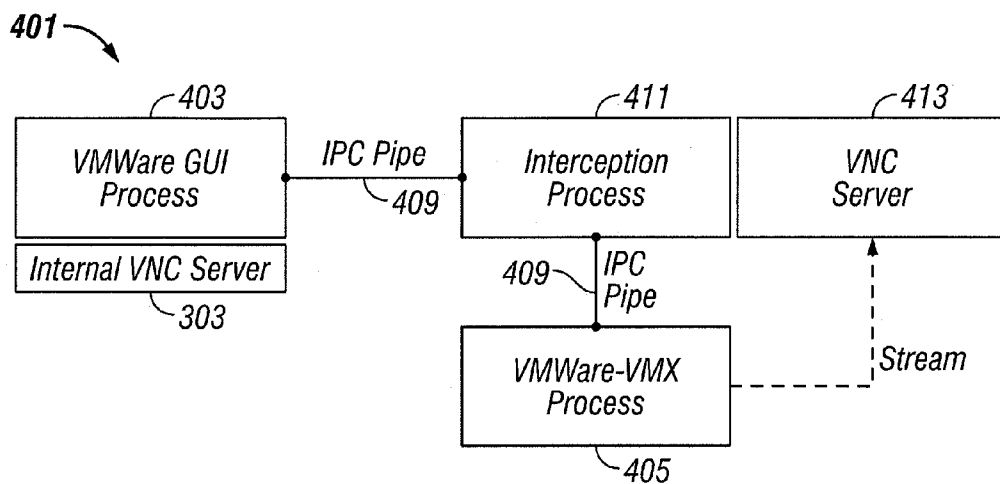 401
403
VMWare GUI
Process
Internal VNC Server
303
IPC Pipe
409
411
Interception
Process
413
VNC
Server
409
IPC
Pipe
VMWare-VMX
Process
405
Stream